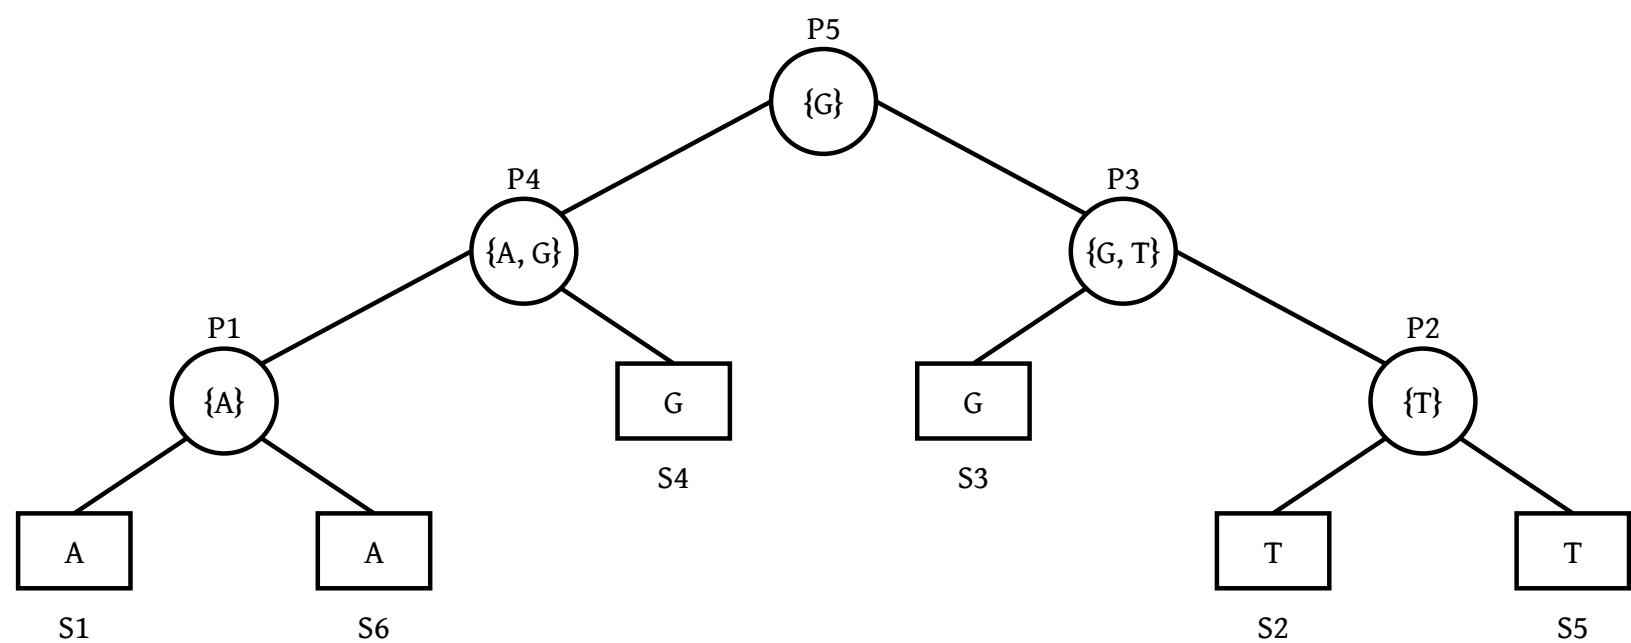 P5
{G}
P4
P3
{A, G}
{G, T}
P1
P2
{A}
G
G
{T}
S4
S3
A
A
T
T
S1
S6
S2
S5